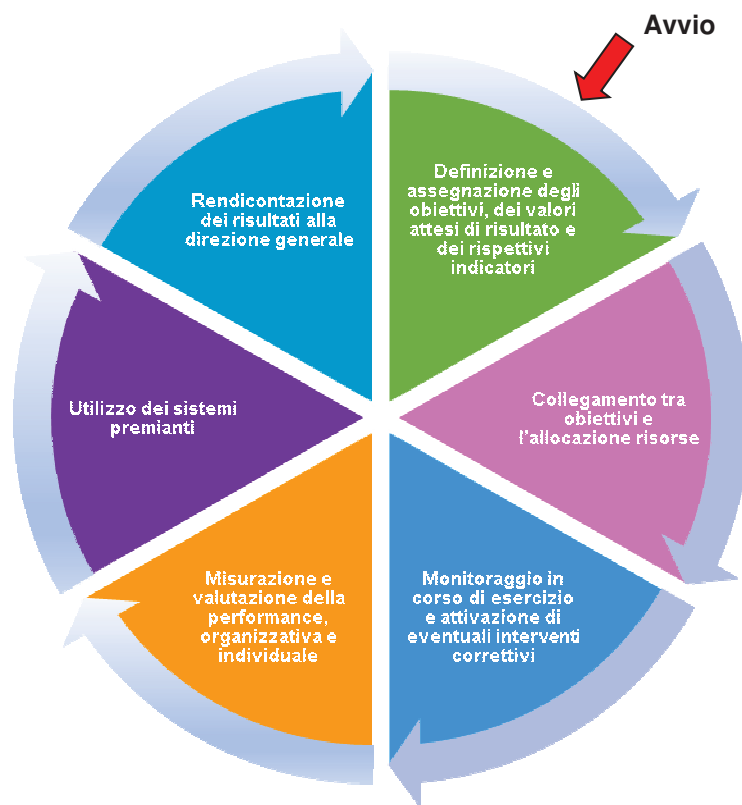 Avvio
Definizione e
assegnazione degli
obiettivi, dei valori
attesi di risultato e
dei rispettivi
indicatori
Collegamento tra
obiettivi e
l'allocazione risorse
Monitoraggio in
corso di esercizio
e attivazione di
eventuali interventi
correttivi
Misurazione e
valutazione della
performance,
organizzativa e
individuale
Utilizzo dei sistemi
premianti
Rendicontazione
dei risultati alla
direzione generale